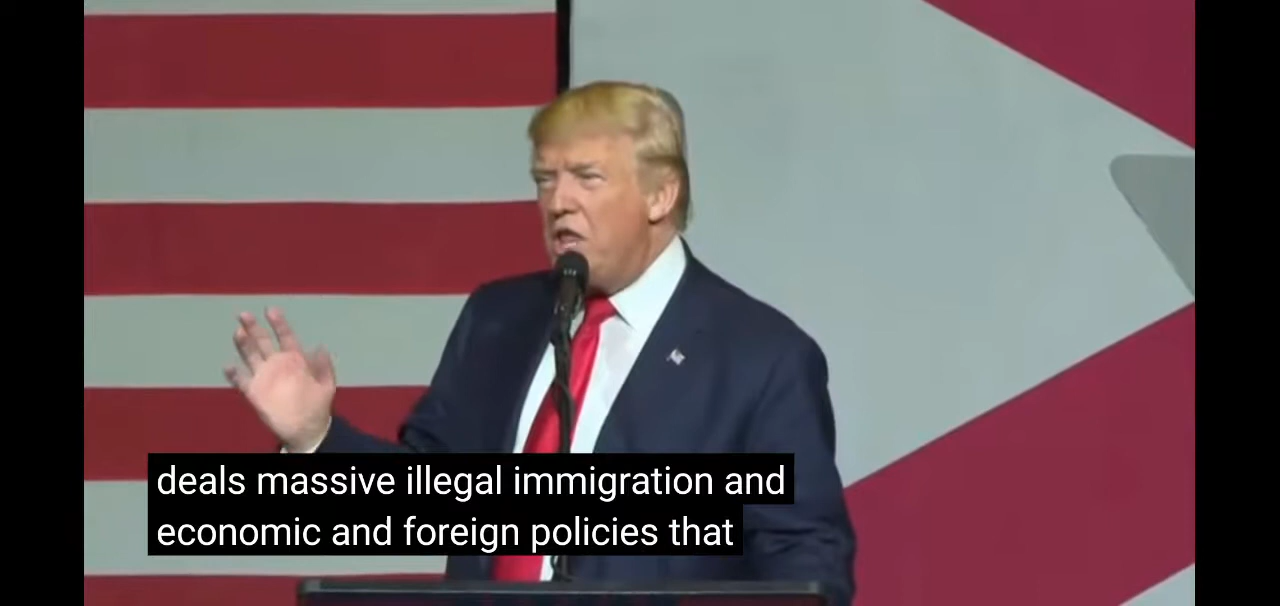 deals massive illegal immigration and
economic and foreign policies that